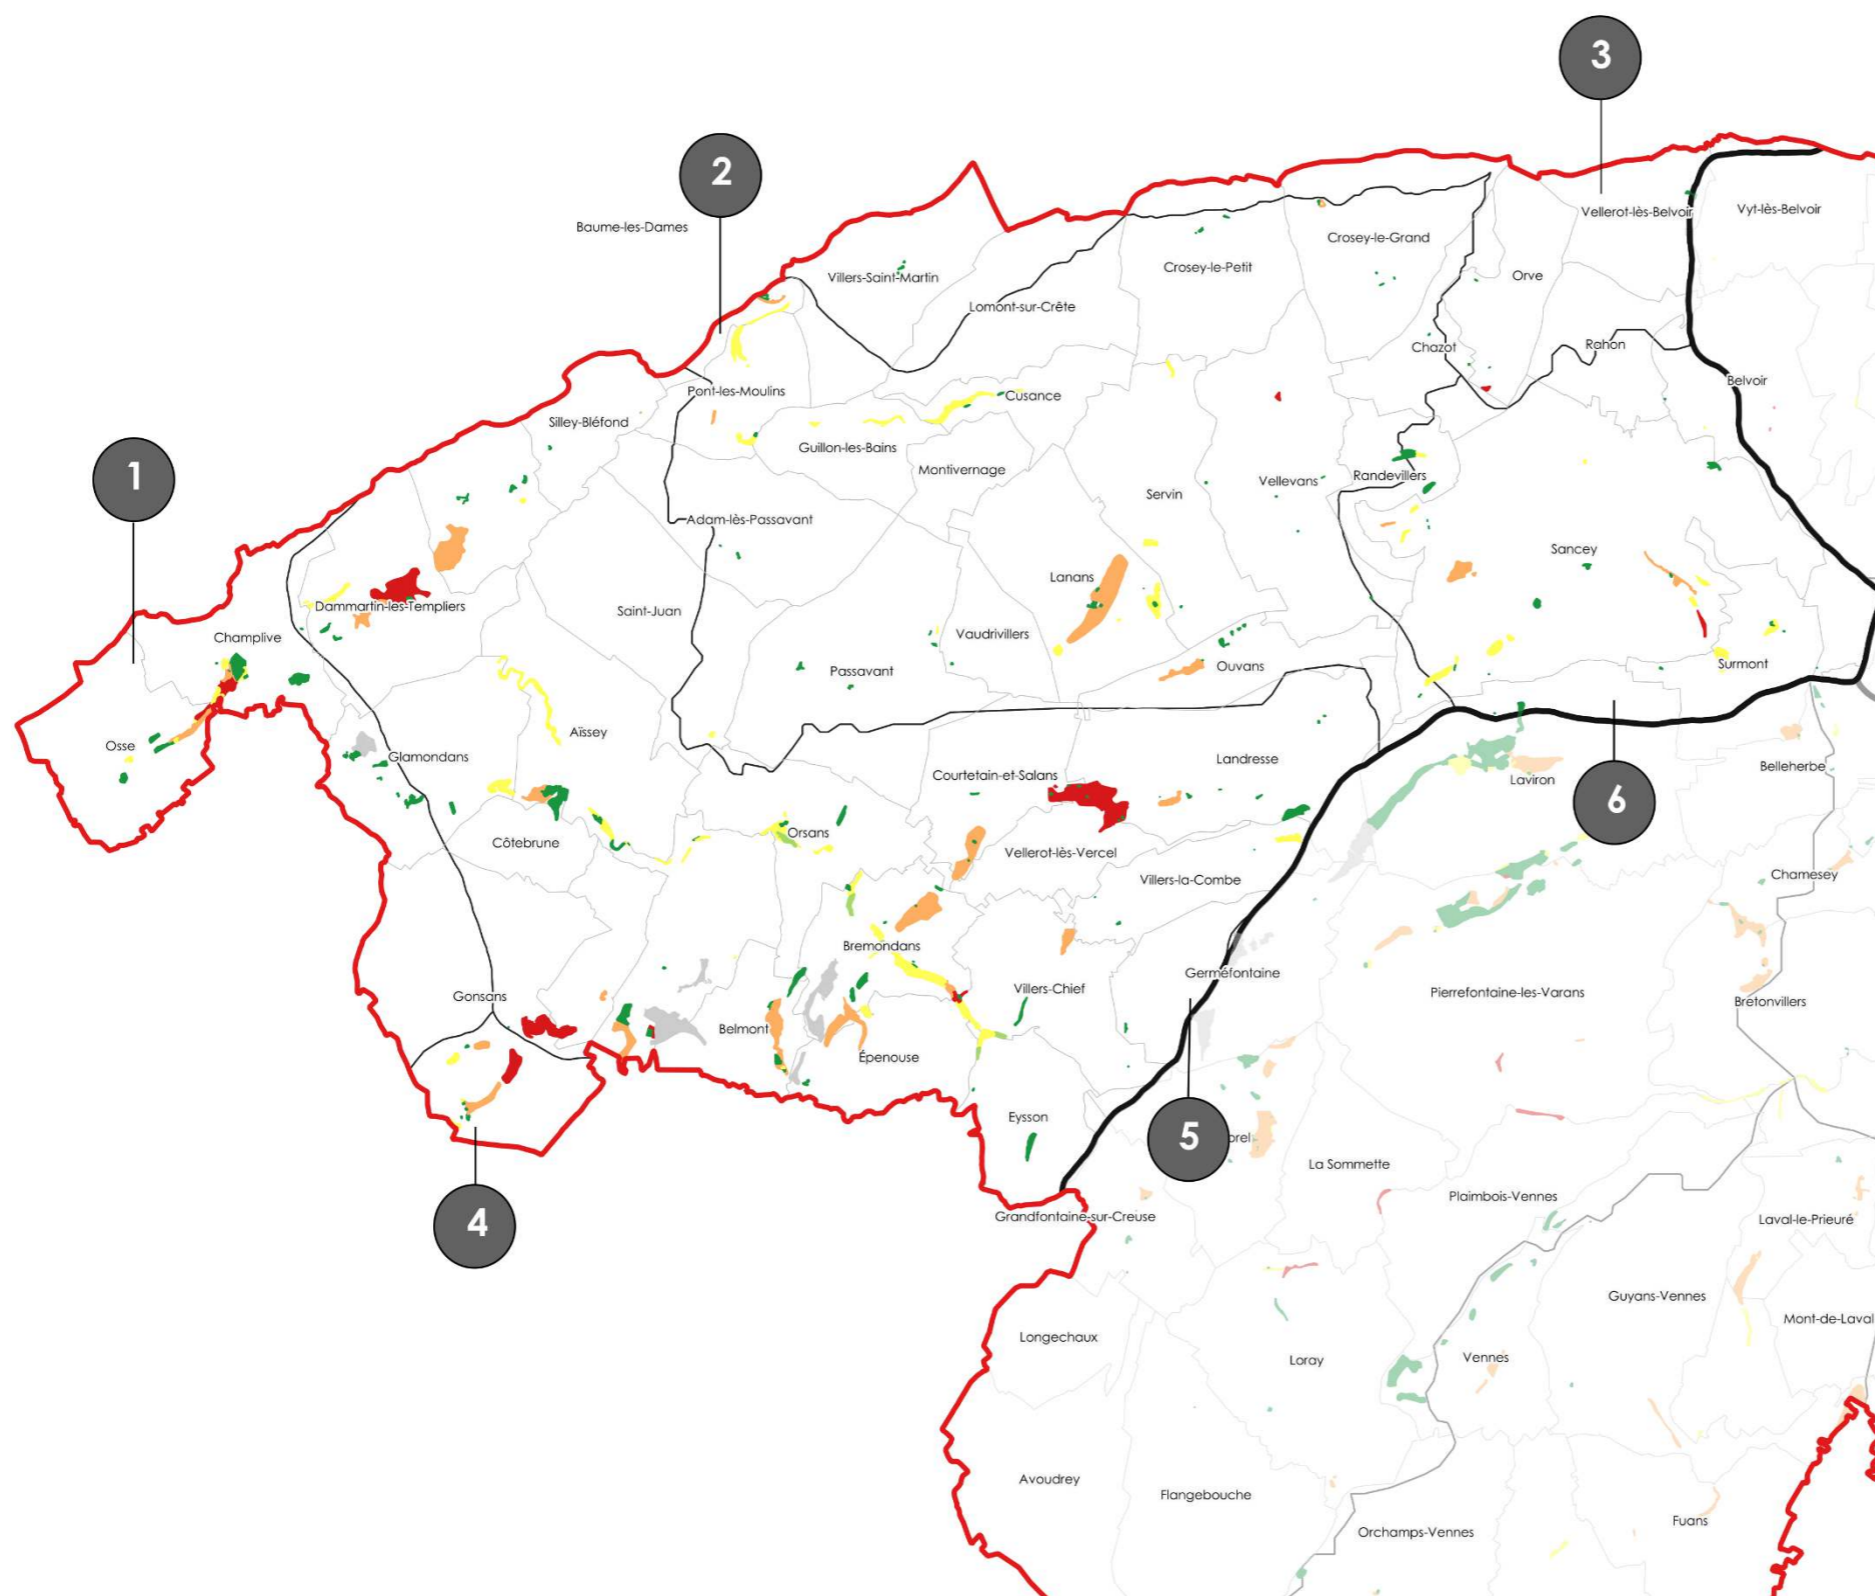 3
2
Baume-les-Dames
Vellerot-lès-Belvoir
Vyt-lès-Belvoir
Crosey-le-Grand
Crosey-le-Petit
Villers-Saint-Martin
Orve
Lomont-sur-Crête
Chazot
Rahon
Belvoir
Pont-les-Moulins
Cusance
Silley-Bléfond
Guillon-les-Bains
Montivernage
1
Vellevans
Randevillers
Servin
Adam-lès-Passavant
Sancey
Lanans
Dammartin-les-Templiers
Saint-Juan
Champlive
Vaudrivillers
Passavant
Ouvans
Surmont
Osse
Aïssey
Glamondans
Landresse
Courtetain-et-Salans
Laviron
Belleherbe
6
Côtebrune
Orsans
Vellerot-lès-Vercel
Villers-la-Combe
Chamesey
Bremondans
Germéfontaine
Villers-Chief
Pierrefontaine-les-Varans
Gonsans
Bretonvillers
Belmont
Épenouse
Eysson
5
orel
La Sommette
Plaimbois-Vennes
4
Grandfontaine-sur-Creuse
Laval-le-Prieuré
Guyans-Vennes
Mont-de-Laval
Longechaux
Loray
Vennes
Avoudrey
Flangebouche
Fuans
Orchamps-Vennes